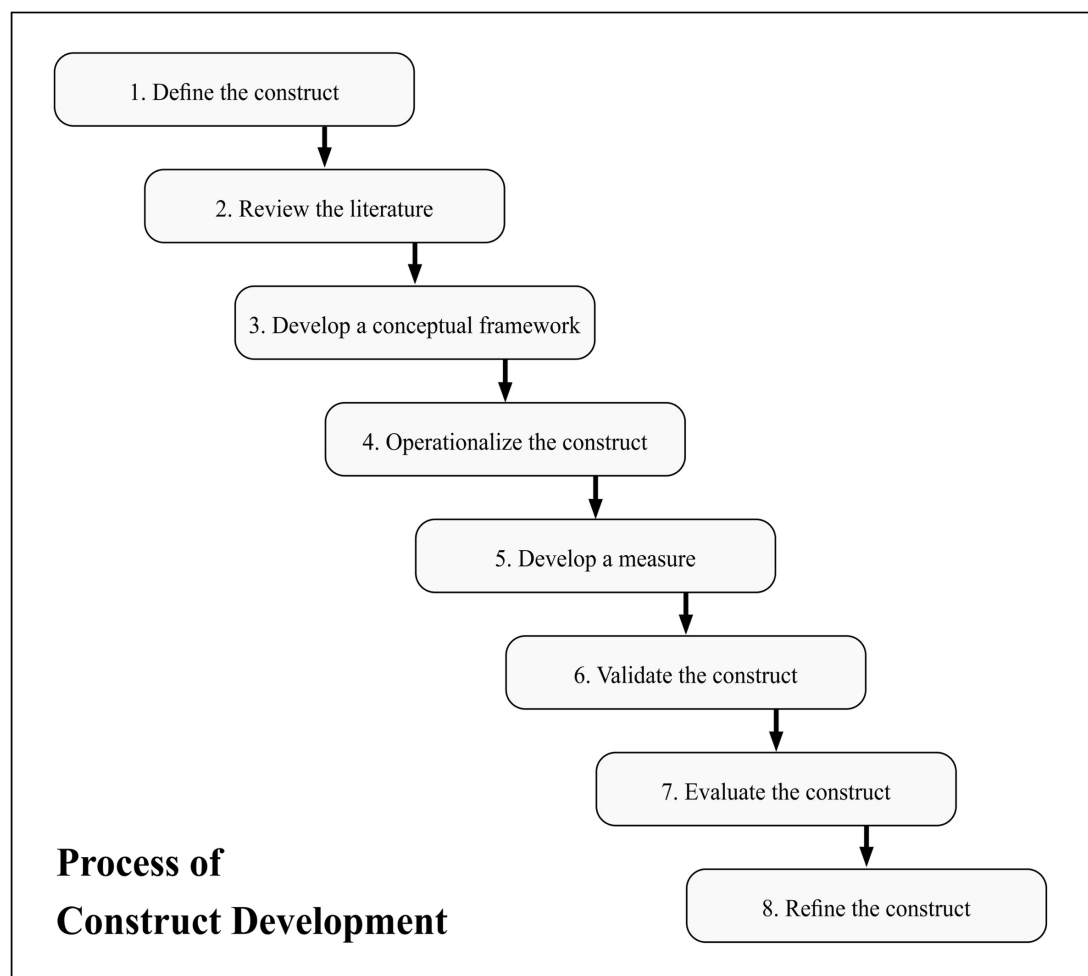 1. Define the construct
2. Review the literature
3. Develop a conceptual framework
4. Operationalize the construct
5. Develop a measure
6. Validate the construct
7. Evaluate the construct
8. Refine the construct
Process of
Construct Development